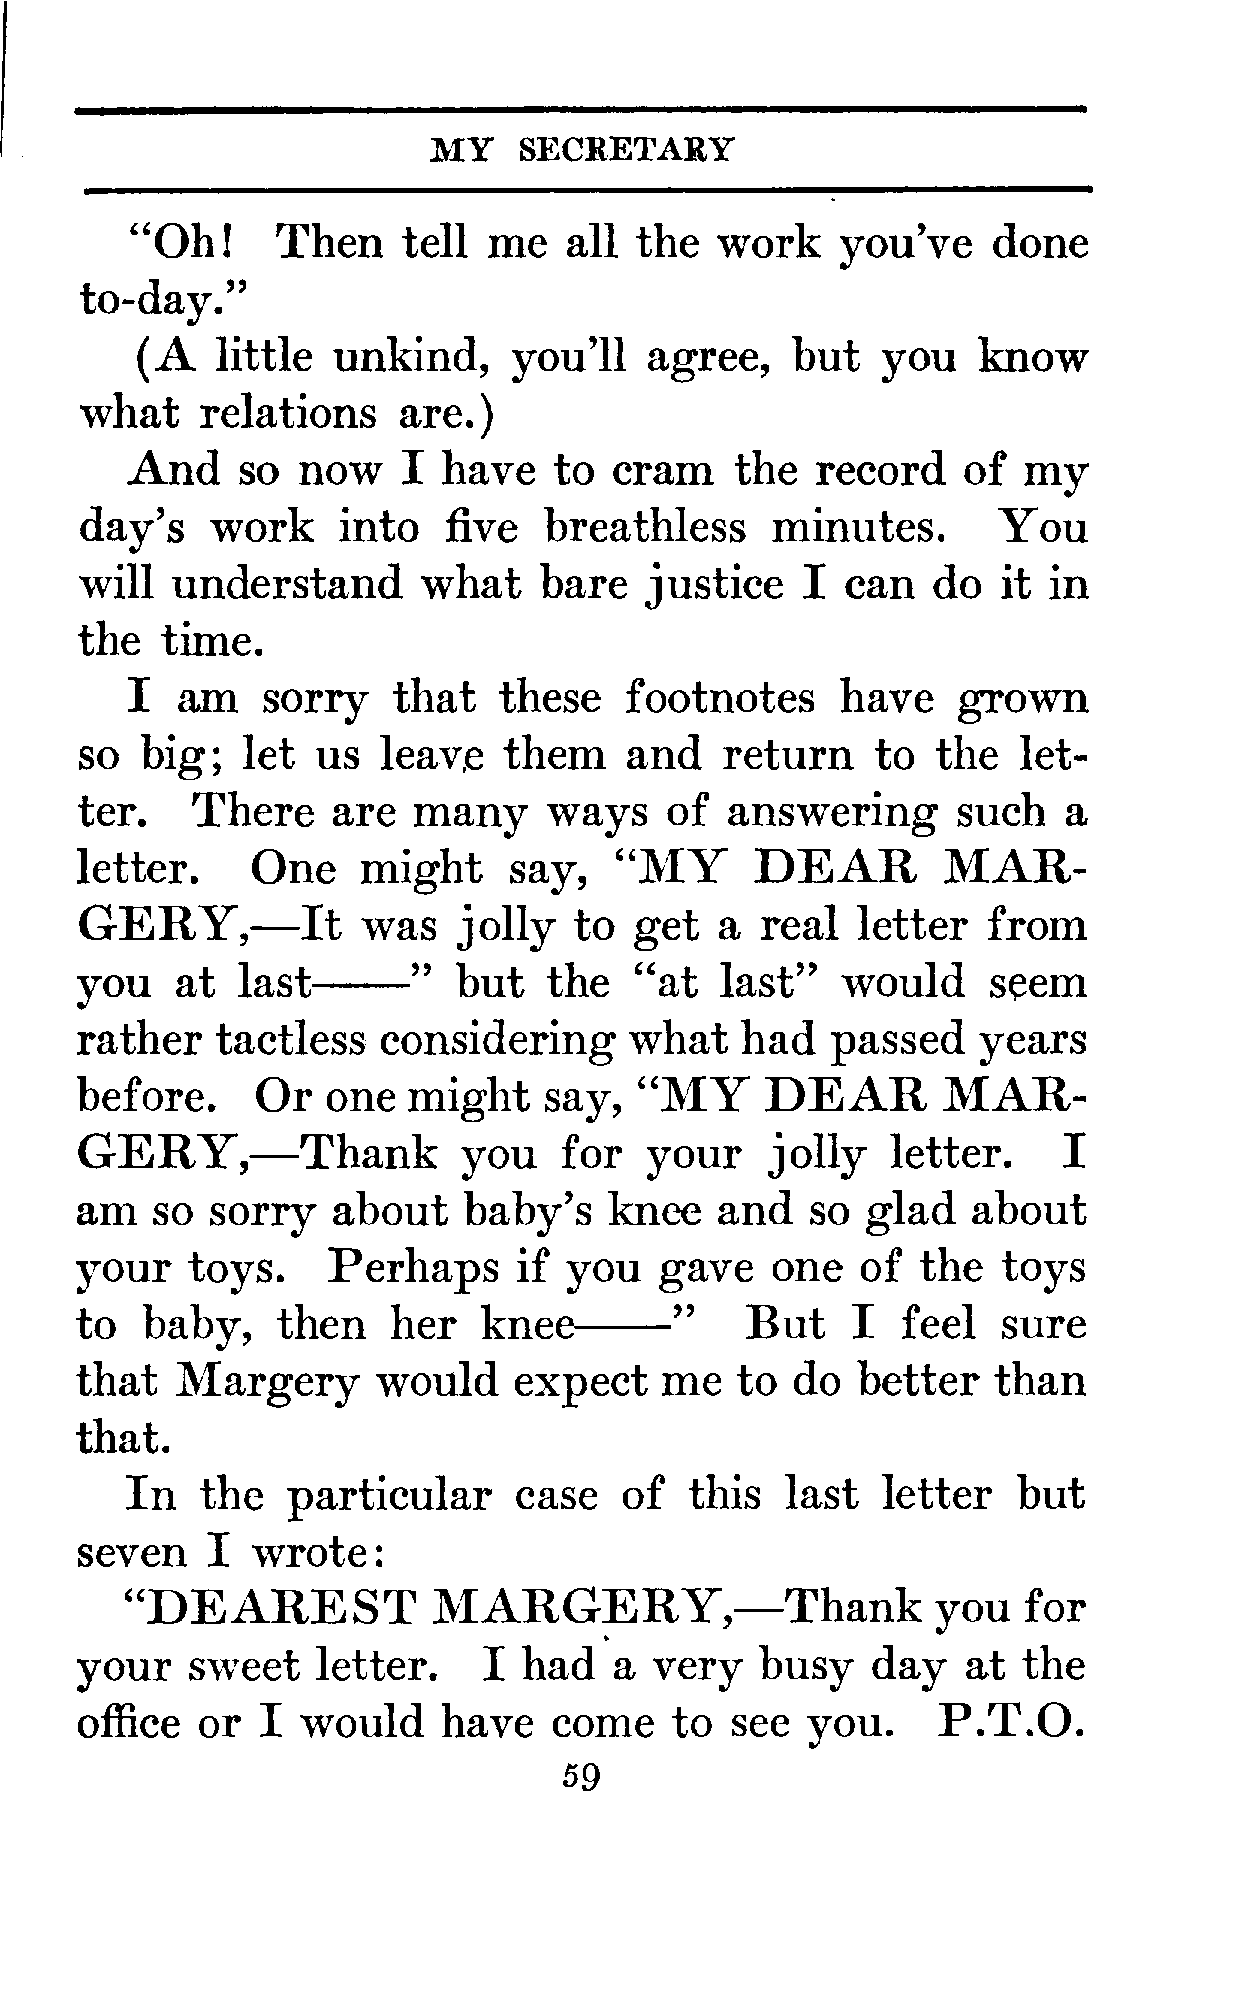 MY SECRETARY
“Oh! Then tell me all the work you’ve done
to-day.”
(A little unkind, you’ll agree, but you know
what relations are.)
And so now I have to cram the record of my
day’s work into five breathless minutes. You
will understand what bare justice I can do it in
the time.
I am sorry that these footnotes have grown
so big; let us leave them and return to the let-
ter. There are many ways of answering such a
letter. One might say, “MY DEAR MAR-
GERY,—It was jolly to get a real letter from
you at last——” but the “at last” would seem
rather tactless considering what had passed years
before. Or one might say, “MY DEAR MAR-
GERY,—Thank you for your jolly letter. I
am so sorry about baby’s knee and so glad about
your toys. Perhaps if you gave one of the toys
to baby, then her knee——” But I feel sure
that Margery would expect me to do better than
that.
In the particular case of this last letter but
seven I wrote:
“DEAREST MARGERY,—Thank you for
your sweet letter. I had a very busy day at the
office or I would have come to see you. P.T.O.
59